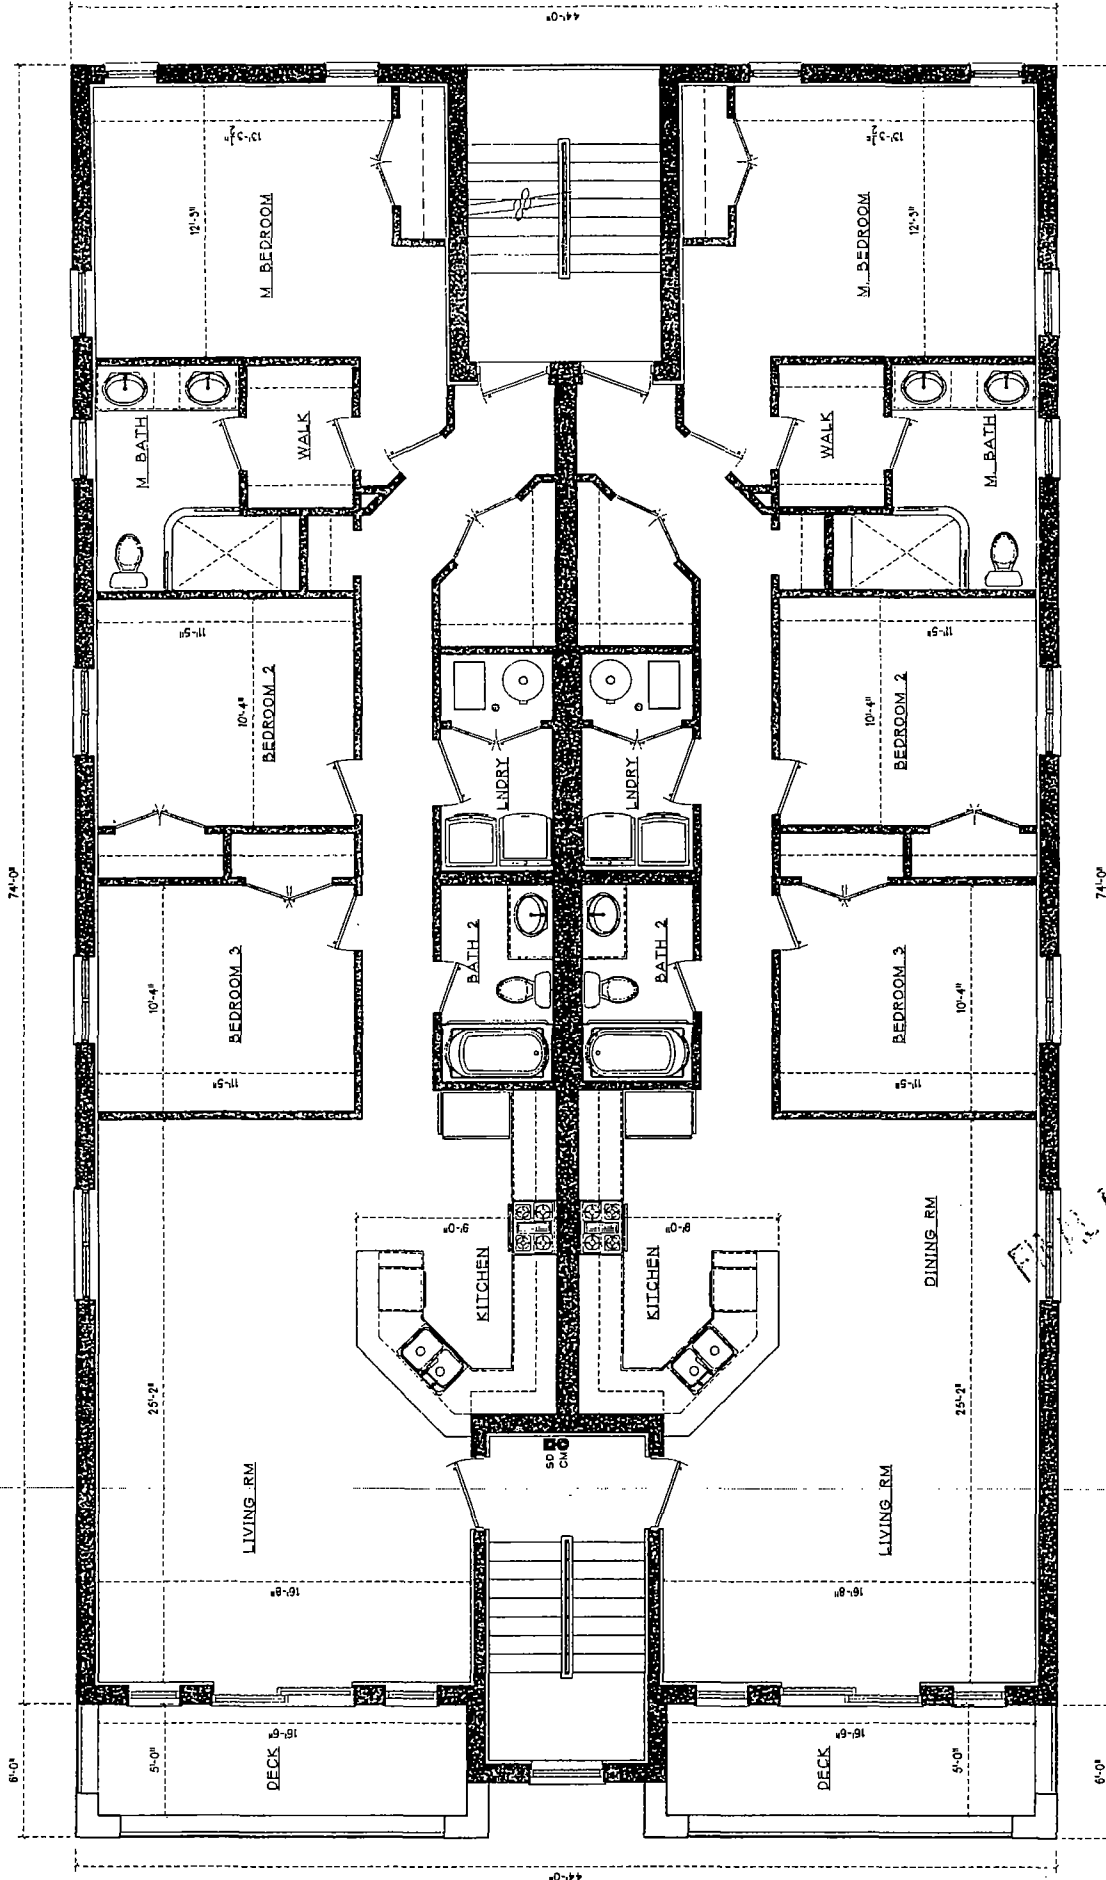 44'-0"
13'-3½"
13'-3½"
12'-5"
M. BEDROOM
M. BEDROOM
12'-5"
M. BATH
WALK
WALK
M. BATH
11'-5"
11'-5"
10'-4"
BEDROOM 2
10'-4"
BEDROOM 2
LNDRY
LNDRY
74'-0"
74'-0"
BATH 2
BATH 2
10'-4"
BEDROOM 3
BEDROOM 3
10'-4"
11'-5"
11'-5"
9'-0"
9'-0"
KITCHEN
KITCHEN
DINING RM
25'-2"
25'-2"
SD
CM
LIVING RM
LIVING RM
16'-8"
16'-8"
16'-6"
16'-6"
6'-0"
5'-0"
DECK
DECK
5'-0"
6'-0"
44'-0"